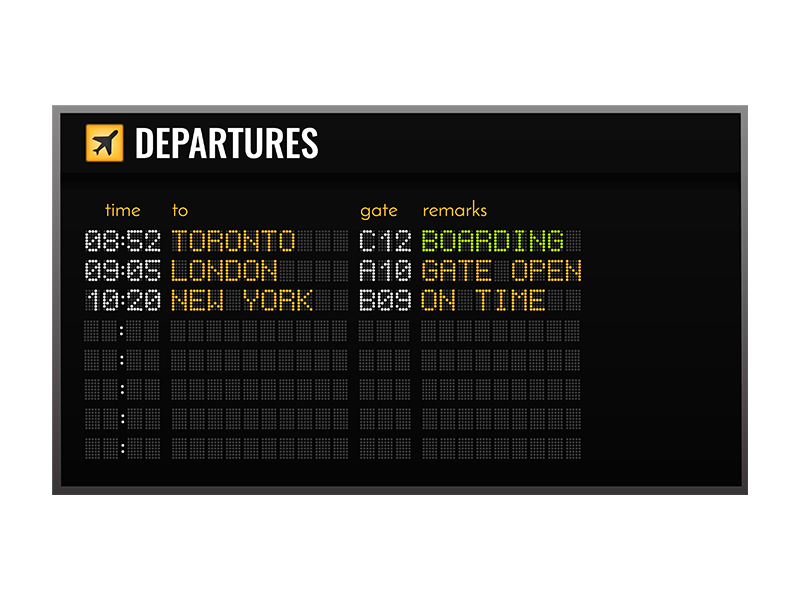 DEPARTURES
time to gate remarks
08:52 TORONTO C12 BOARDING
09:05 LONDON A10 GATE OPEN
10:20 NEW YORK B09 ON TIME
:
:
:
:
: